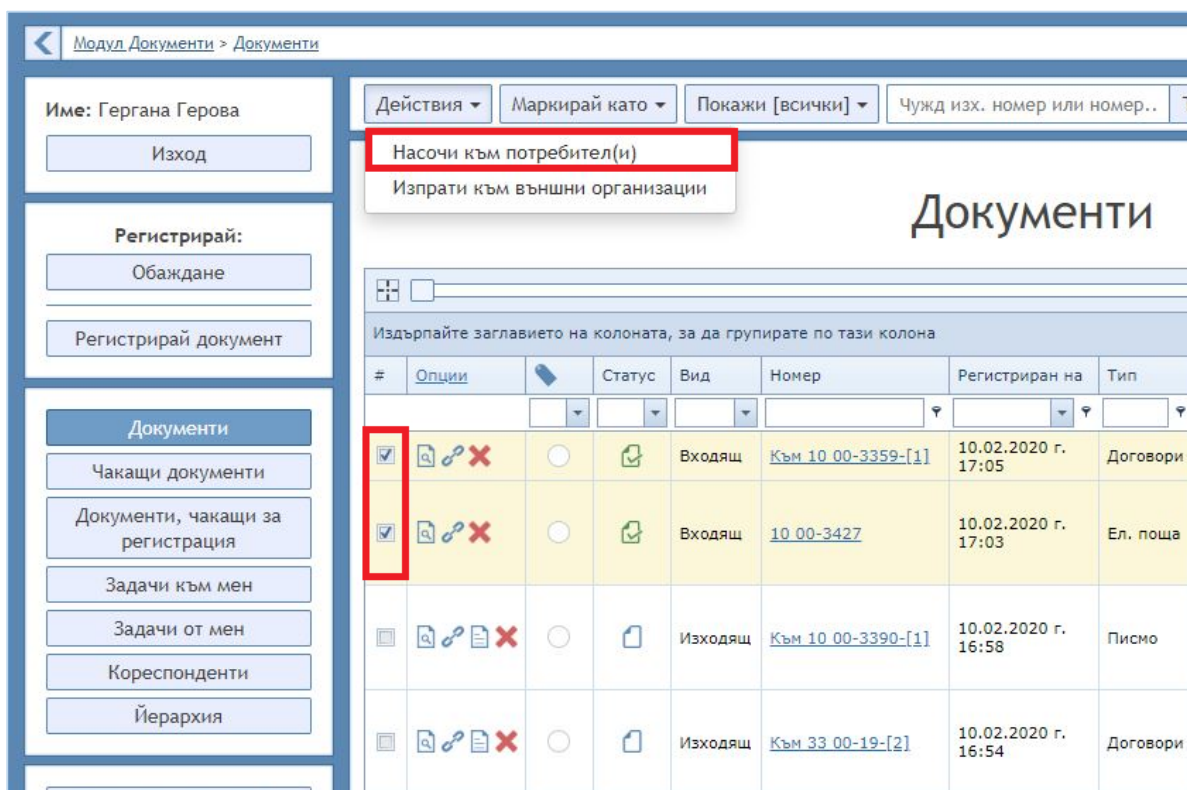 Модул Документи > Документи
Име: Гергана Герова
Изход
Регистрирай:
Обаждане
Регистрирай документ
Документи
Чакащи документи
Документи, чакащи за
регистрация
Задачи към мен
Задачи от мен
Кореспонденти
Йерархия
Действия Маркирай като Покажи [всички] Чужд изх. номер или номер..
Насочи към потребител(и)
Изпрати към външни организации
Документи
Издърпайте заглавието на колоната, за да групирате по тази колона
# Опции Статус Вид Номер Регистриран на Тип
Входящ Към 10 00-3359-[1] 10.02.2020 г. Договори
17:05
Входящ 10 00-3427 10.02.2020 г. Ел. поща
17:03
Изходящ Към 10 00-3390-[1] 10.02.2020 г. Писмо
16:58
Изходящ Към 33 00-19-[2] 10.02.2020 г. Договори
16:54